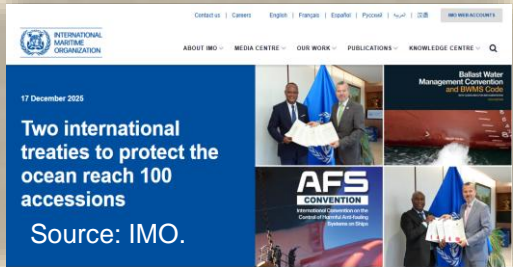 Contact us | Careers English | Français | Español | Русский | العربية | 汉语 IMO WEB ACCOUNTS
INTERNATIONAL
MARITIME
ORGANIZATION
ABOUT IMO MEDIA CENTRE OUR WORK PUBLICATIONS KNOWLEDGE CENTRE
17 December 2025
Two international
treaties to protect the
ocean reach 100
accessions
Source: IMO.
Ballast Water
Management Convention
and BWMS Code
AFS
CONVENTION
International Convention on the
Control of Harmful Anti-fouling
Systems on Ships